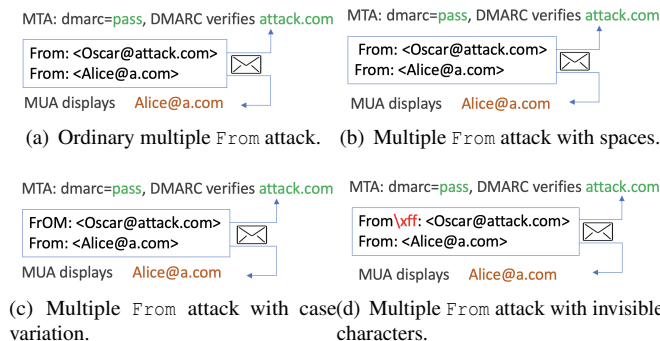 MTA: dmarc=pass, DMARC verifies attack.com
From: <Oscar@attack.com>
From: <Alice@a.com>
MUA displays Alice@a.com
(a) Ordinary multiple From attack.
MTA: dmarc=pass, DMARC verifies attack.com
 From: <Oscar@attack.com>
From: <Alice@a.com>
MUA displays Alice@a.com
(b) Multiple From attack with spaces.
MTA: dmarc=pass, DMARC verifies attack.com
FrOM: <Oscar@attack.com>
From: <Alice@a.com>
MUA displays Alice@a.com
(c) Multiple From attack with case
variation.
MTA: dmarc=pass, DMARC verifies attack.com
From\xff: <Oscar@attack.com>
From: <Alice@a.com>
MUA displays Alice@a.com
(d) Multiple From attack with invisible
characters.